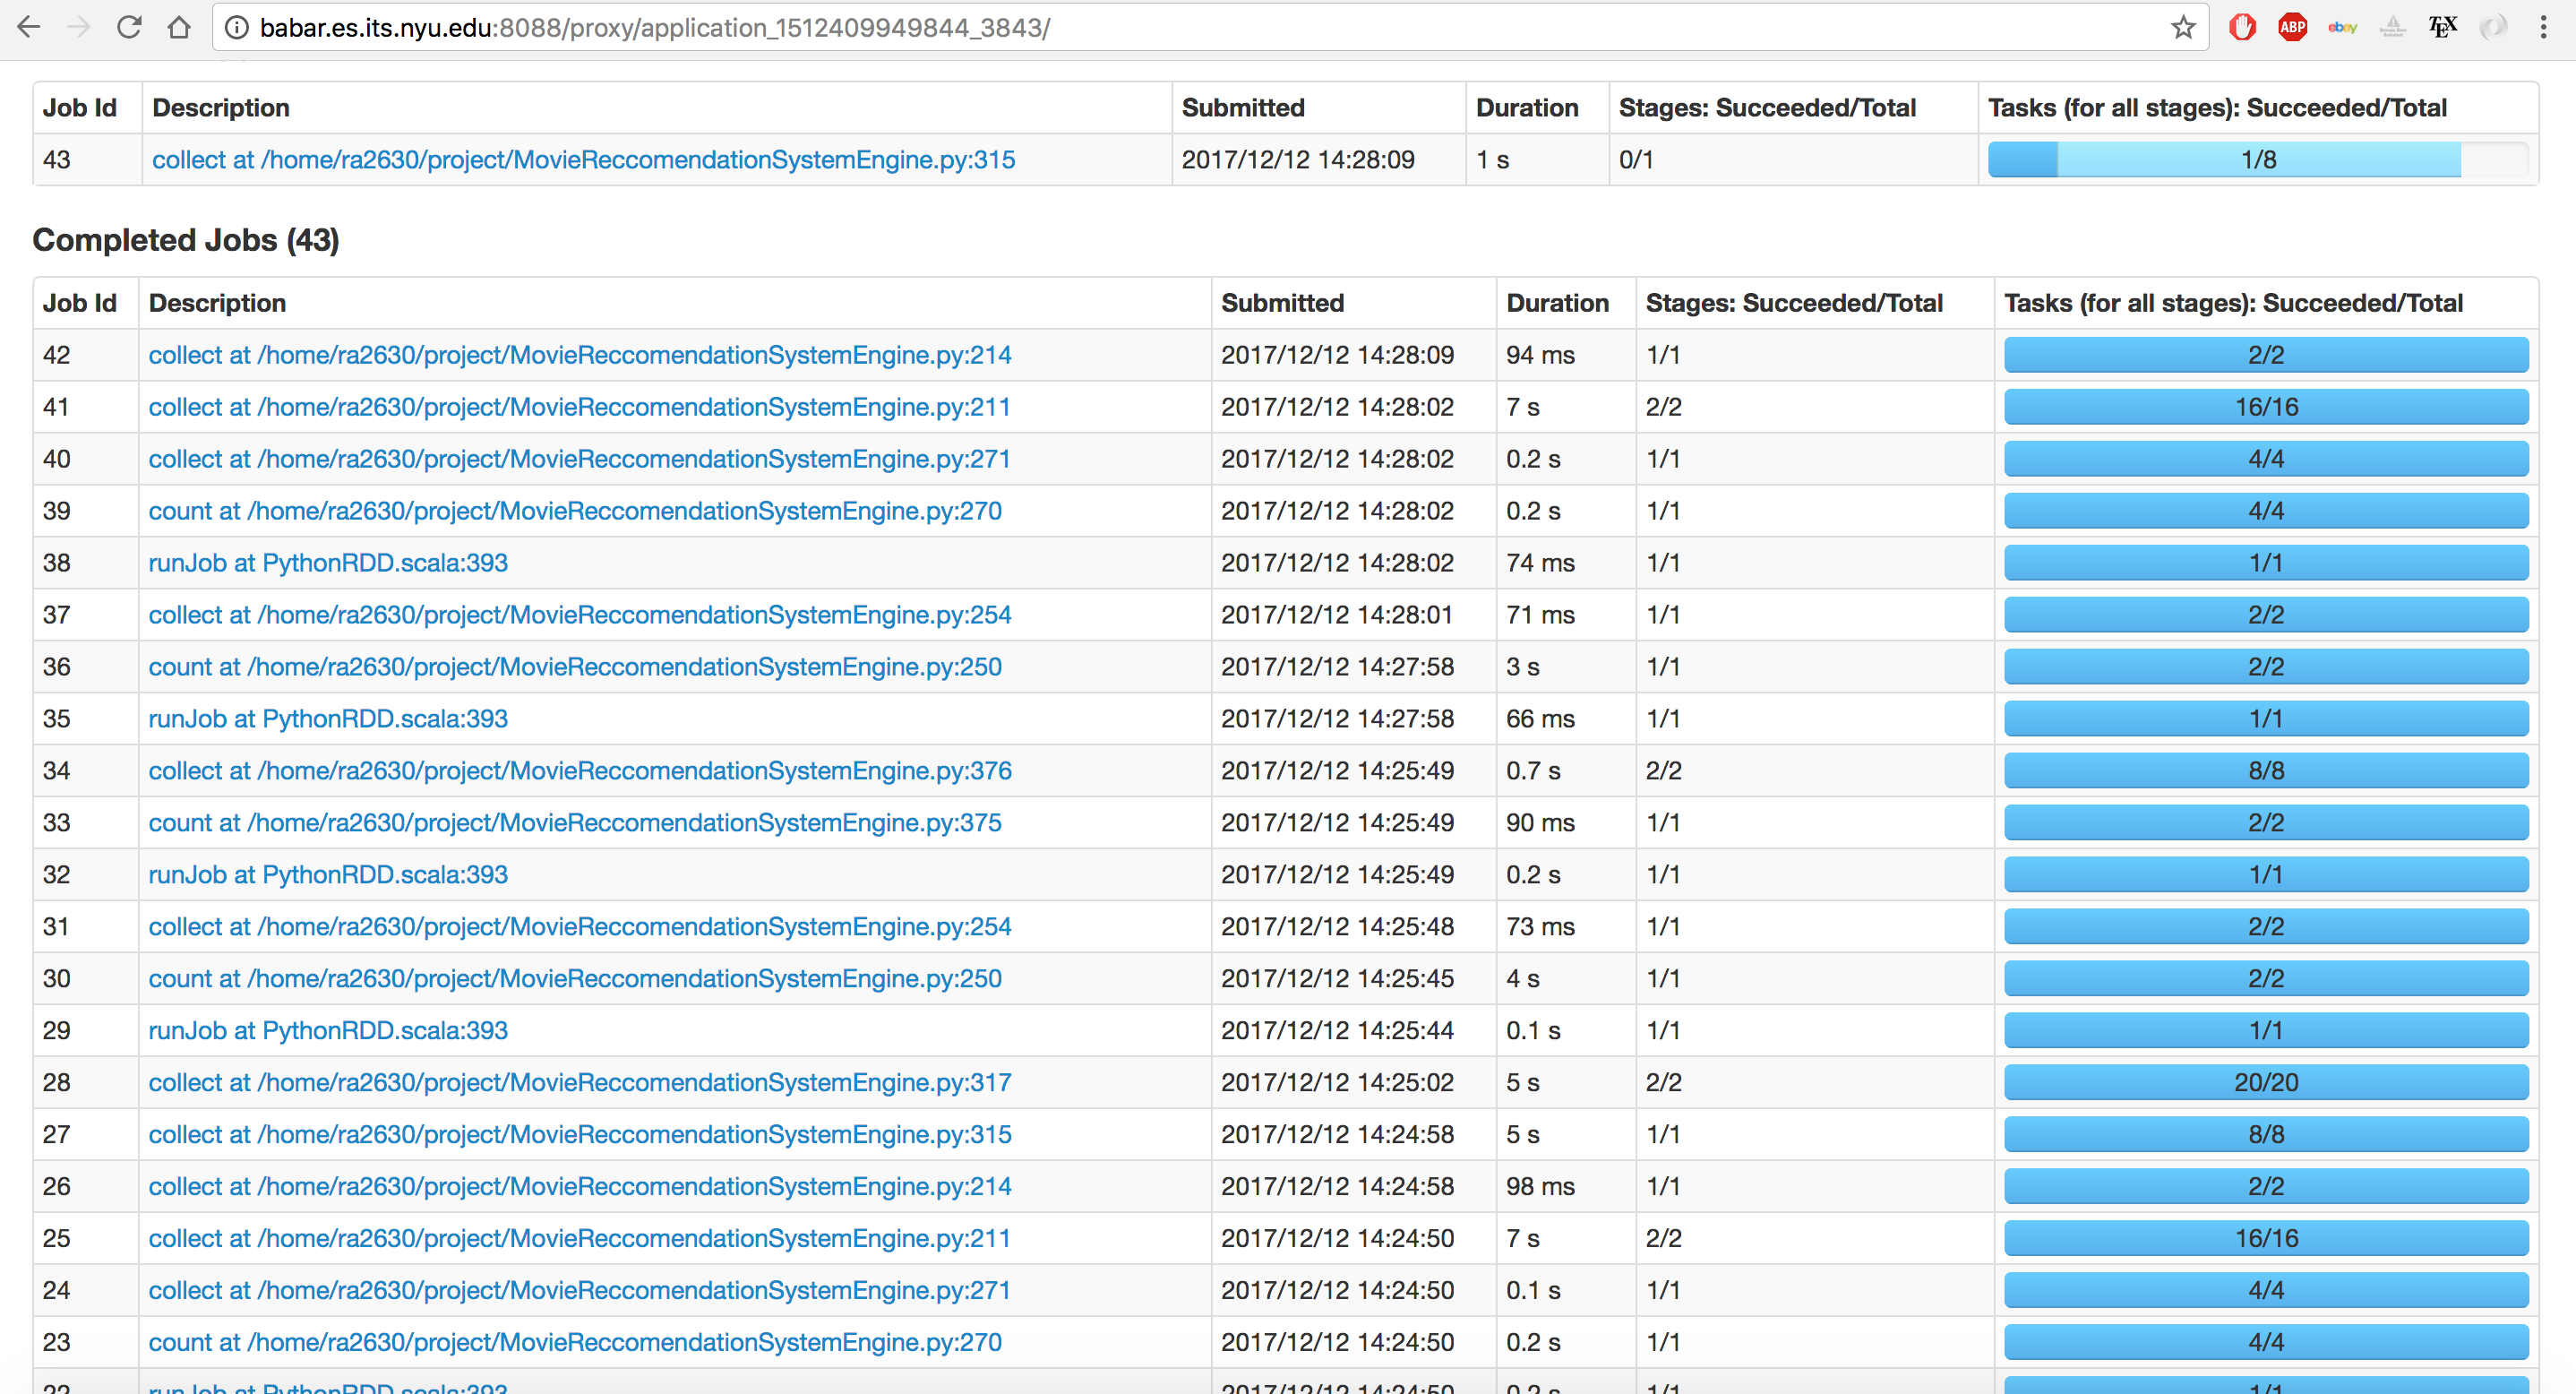 babar.es.its.nyu.edu:8088/proxy/application_1512409949844_3843/
ABP
ebay
TEX
Job Id Description Submitted Duration Stages: Succeeded/Total Tasks (for all stages): Succeeded/Total
43 collect at /home/ra2630/project/MovieReccomendationSystemEngine.py:315 2017/12/12 14:28:09 1 s 0/1 1/8
Completed Jobs (43)
Job Id Description Submitted Duration Stages: Succeeded/Total Tasks (for all stages): Succeeded/Total
42 collect at /home/ra2630/project/MovieReccomendationSystemEngine.py:214 2017/12/12 14:28:09 94 ms 1/1 2/2
41 collect at /home/ra2630/project/MovieReccomendationSystemEngine.py:211 2017/12/12 14:28:02 7 s 2/2 16/16
40 collect at /home/ra2630/project/MovieReccomendationSystemEngine.py:271 2017/12/12 14:28:02 0.2 s 1/1 4/4
39 count at /home/ra2630/project/MovieReccomendationSystemEngine.py:270 2017/12/12 14:28:02 0.2 s 1/1 4/4
38 runJob at PythonRDD.scala:393 2017/12/12 14:28:02 74 ms 1/1 1/1
37 collect at /home/ra2630/project/MovieReccomendationSystemEngine.py:254 2017/12/12 14:28:01 71 ms 1/1 2/2
36 count at /home/ra2630/project/MovieReccomendationSystemEngine.py:250 2017/12/12 14:27:58 3 s 1/1 2/2
35 runJob at PythonRDD.scala:393 2017/12/12 14:27:58 66 ms 1/1 1/1
34 collect at /home/ra2630/project/MovieReccomendationSystemEngine.py:376 2017/12/12 14:25:49 0.7 s 2/2 8/8
33 count at /home/ra2630/project/MovieReccomendationSystemEngine.py:375 2017/12/12 14:25:49 90 ms 1/1 2/2
32 runJob at PythonRDD.scala:393 2017/12/12 14:25:49 0.2 s 1/1 1/1
31 collect at /home/ra2630/project/MovieReccomendationSystemEngine.py:254 2017/12/12 14:25:48 73 ms 1/1 2/2
30 count at /home/ra2630/project/MovieReccomendationSystemEngine.py:250 2017/12/12 14:25:45 4 s 1/1 2/2
29 runJob at PythonRDD.scala:393 2017/12/12 14:25:44 0.1 s 1/1 1/1
28 collect at /home/ra2630/project/MovieReccomendationSystemEngine.py:317 2017/12/12 14:25:02 5 s 2/2 20/20
27 collect at /home/ra2630/project/MovieReccomendationSystemEngine.py:315 2017/12/12 14:24:58 5 s 1/1 8/8
26 collect at /home/ra2630/project/MovieReccomendationSystemEngine.py:214 2017/12/12 14:24:58 98 ms 1/1 2/2
25 collect at /home/ra2630/project/MovieReccomendationSystemEngine.py:211 2017/12/12 14:24:50 7 s 2/2 16/16
24 collect at /home/ra2630/project/MovieReccomendationSystemEngine.py:271 2017/12/12 14:24:50 0.1 s 1/1 4/4
23 count at /home/ra2630/project/MovieReccomendationSystemEngine.py:270 2017/12/12 14:24:50 0.2 s 1/1 4/4
22 runJob at PythonRDD.scala:393 2017/12/12 14:24:50 0.2 s 1/1 1/1